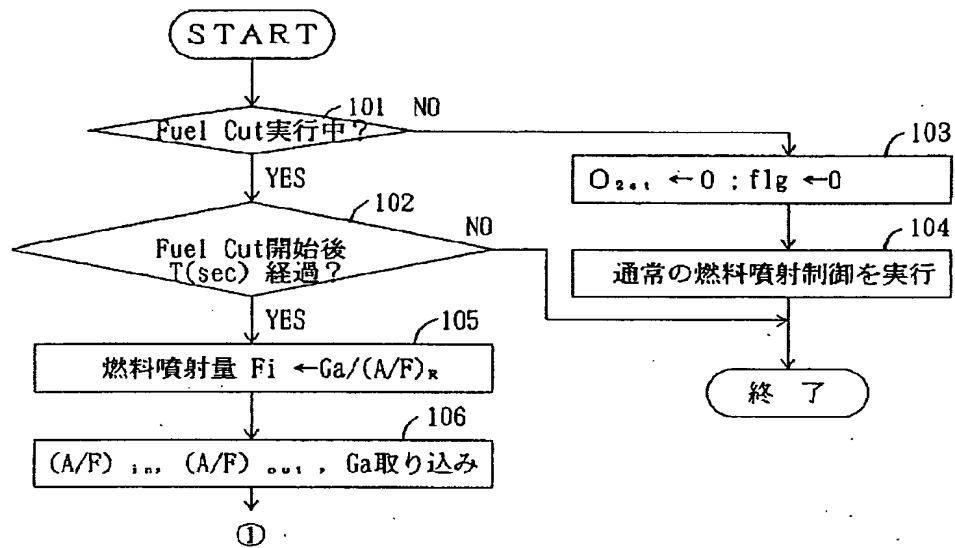 START
101 NO
Fuel Cut実行中？
YES
103
O₂ₛₜ ←0 ; flg ←0
102
NO
Fuel Cut開始後
T(sec) 経過？
YES
104
通常の燃料噴射制御を実行
105
燃料噴射量 Fi ←Ga/(A/F)R
終 了
106
(A/F) in, (A/F) out , Ga取り込み
①